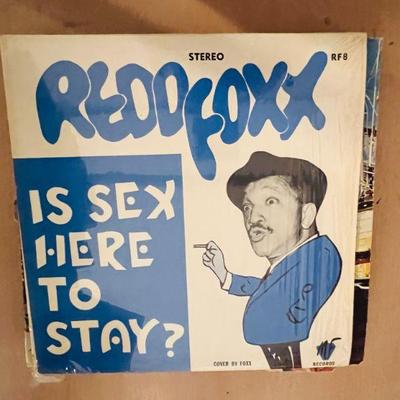 STEREO
RF8
REDD FOXX
IS SEX
HERE
TO
STAY?
COVER BY FOXX
RECORDS